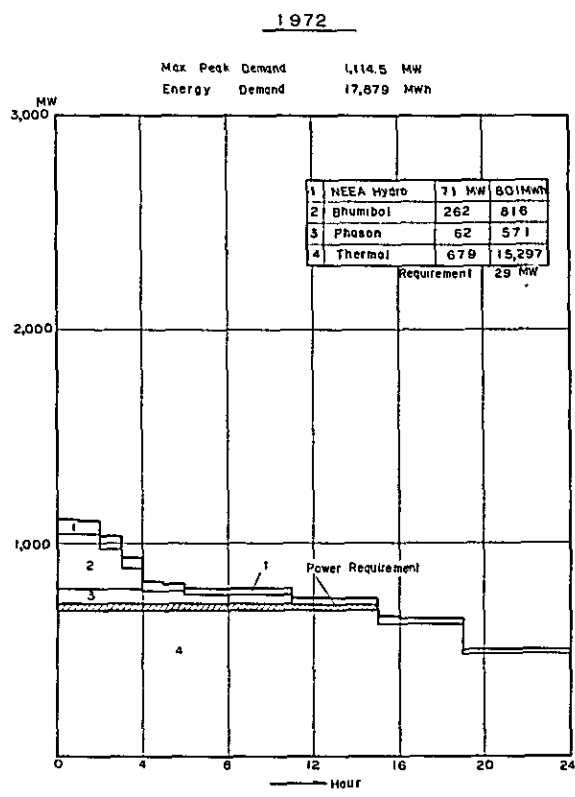 1972
Max Peak Demand 1,114.5 MW
Energy Demand 17,879 MWh
MW
3,000
1 NEEA Hydro 71 MW 801MWh
2 Bhumibol 262 816
3 Phason 62 571
4 Thermal 679 15,297
Requirement 29 MW
2,000
1,000
1
2
3
4
1
Power Requirement
0 4 8 12 16 20 24
Hour